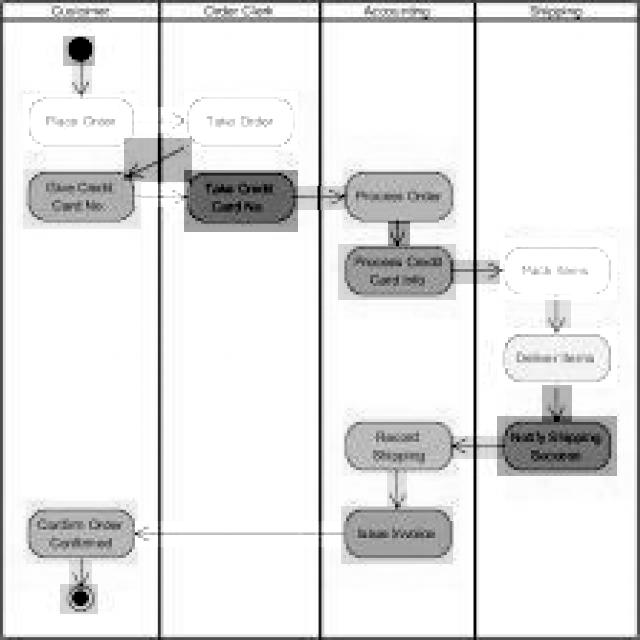 Customer
Order Clerk
Accounting
Shipping
Place Order
Take Order
Give Credit
Card No.
Take Credit
Card No.
Process Order
Process Credit
Card Info
Pack Items
Deliver Items
Notify Shipping
Success
Record
Shipping
Issue Invoice
Confirm Order
Confirmed